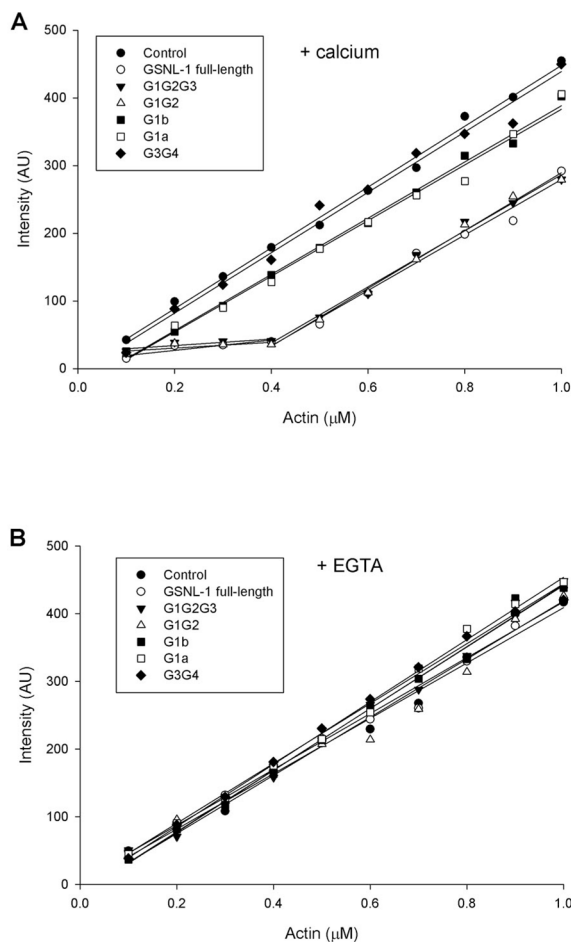 A
+ calcium
Control
GSNL-1 full-length
G1G2G3
G1G2
G1b
G1a
G3G4
Intensity (AU)
500
400
300
200
100
0
0.0 0.2 0.4 0.6 0.8 1.0
Actin (μM)
B
+ EGTA
Control
GSNL-1 full-length
G1G2G3
G1G2
G1b
G1a
G3G4
Intensity (AU)
500
400
300
200
100
0
0.0 0.2 0.4 0.6 0.8 1.0
Actin (μM)